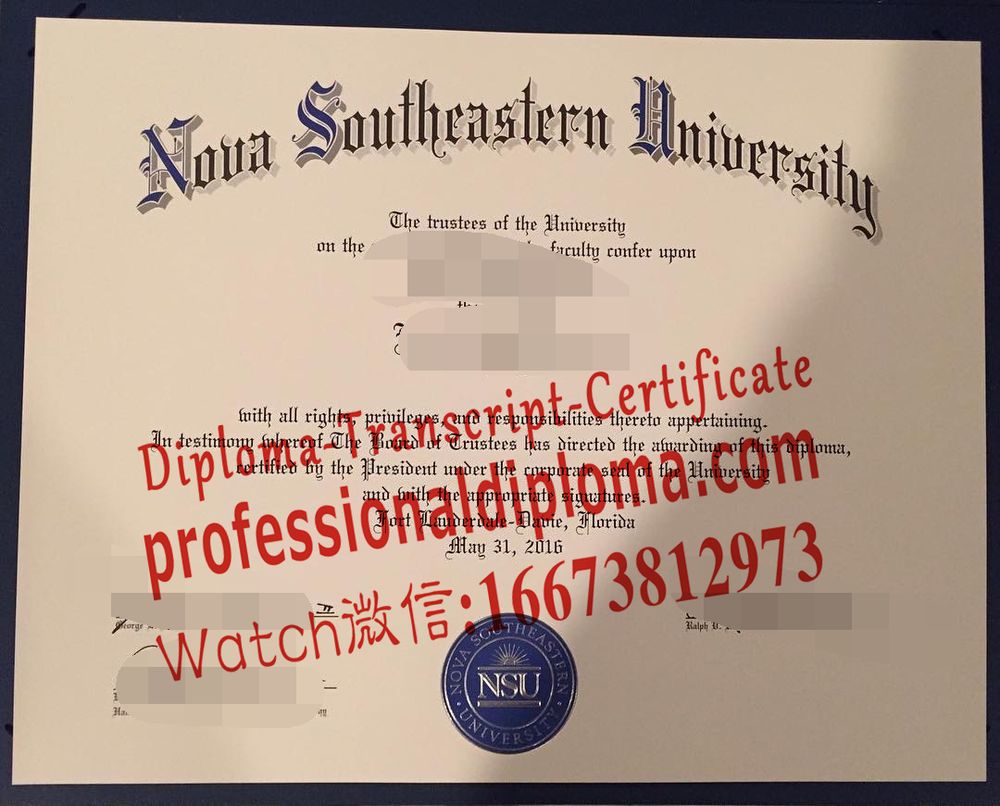 Nova Southeastern University
The trustees of the University
on the faculty confer upon
with all rights, privileges, and responsibilities thereto appertaining.
In testimony whereof The Board of Trustees has directed the awarding of this diploma,
certified by the President under the corporate seal of the University
and with the appropriate signatures.
Fort Lauderdale-Davie, Florida
May 31, 2016
Diploma-Transcript-Certificate
professionaldiploma.com
Watch微信:16673812973
George
Ralph V.
NOVA SOUTHEASTERN
NSU
UNIVERSITY